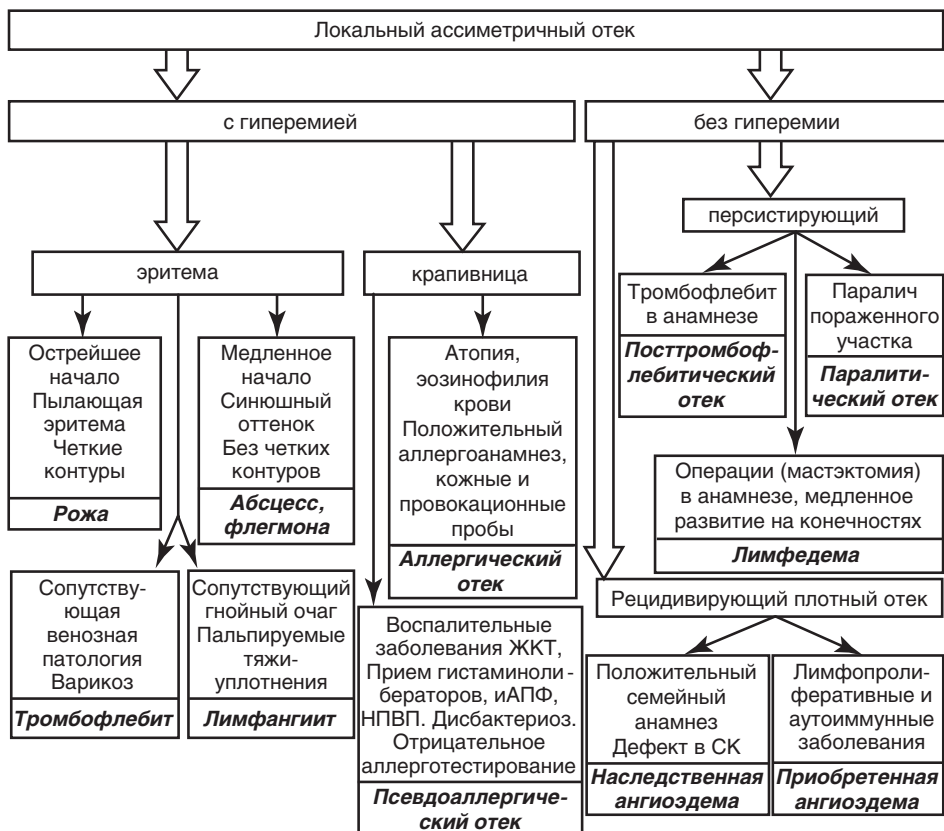 Локальный ассиметричный отек
с гиперемией
без гиперемии
эритема
крапивница
персистирующий
Острейшее
начало
Пылающая
эритема
Четкие
контуры
Рожа
Медленное
начало
Синюшный
оттенок
Без четких
контуров
Абсцесс,
флегмона
Сопутству-
ющая
венозная
патология
Варикоз
Тромбофлебит
Сопутствующий
гнойный очаг
Пальпируемые
тяжи-
уплотнения
Лимфангиит
Атопия,
эозинофилия
крови
Положительный
аллергоанамнез,
кожные и
провокационные
пробы
Аллергический
отек
Воспалительные
заболевания ЖКТ,
Прием гистаминоли-
бераторов, иАПФ,
НПВП. Дисбактериоз.
Отрицательное
аллерготестирование
Псевдоаллергиче-
ский отек
Тромбофлебит
в анамнезе
Посттромбоф-
лебитический
отек
Паралич
пораженного
участка
Паралити-
ческий отек
Операции (мастэктомия)
в анамнезе, медленное
развитие на конечностях
Лимфедема
Рецидивирующий плотный отек
Положительный
семейный
анамнез
Дефект в СК
Наследственная
ангиоэдема
Лимфопроли-
феративные и
аутоиммунные
заболевания
Приобретенная
ангиоэдема